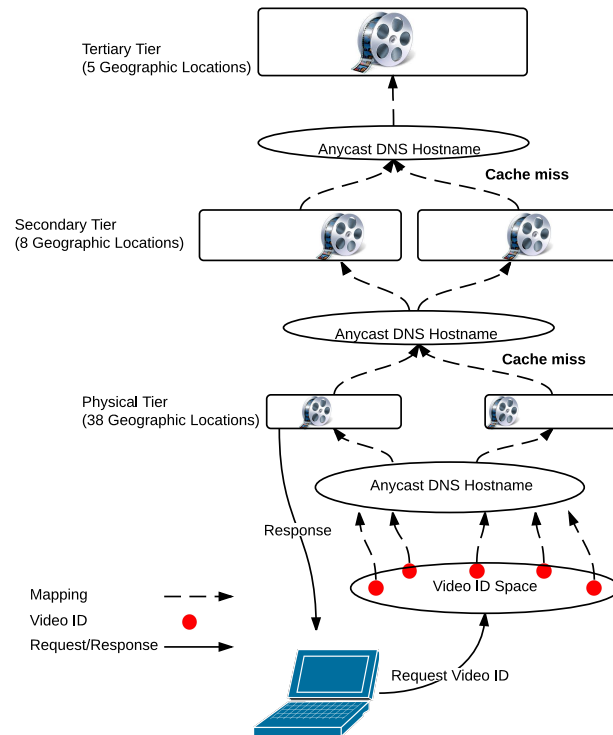 Tertiary Tier
(5 Geographic Locations)
Anycast DNS Hostname
Cache miss
Secondary Tier
(8 Geographic Locations)
Anycast DNS Hostname
Cache miss
Physical Tier
(38 Geographic Locations)
Anycast DNS Hostname
Response
Video ID Space
Mapping
Video ID
Request/Response
Request Video ID